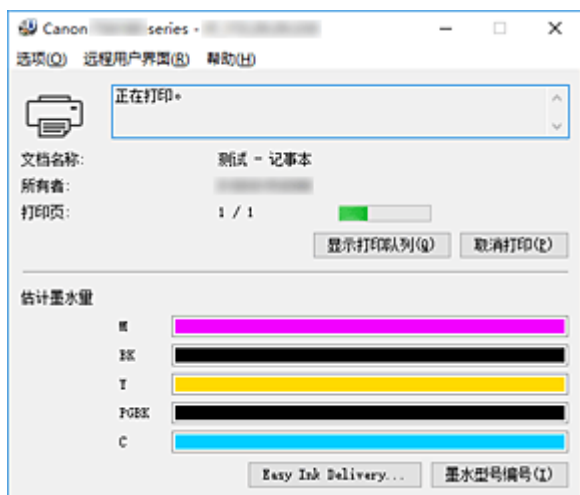 Canon series -
选项(O) 远程用户界面(R) 帮助(H)
正在打印。
文档名称: 测试 - 记事本
所有者:
打印页: 1 / 1
显示打印队列(Q) 取消打印(P)
估计墨水量
M
BK
Y
PGBK
C
Easy Ink Delivery... 墨水型号编号(I)